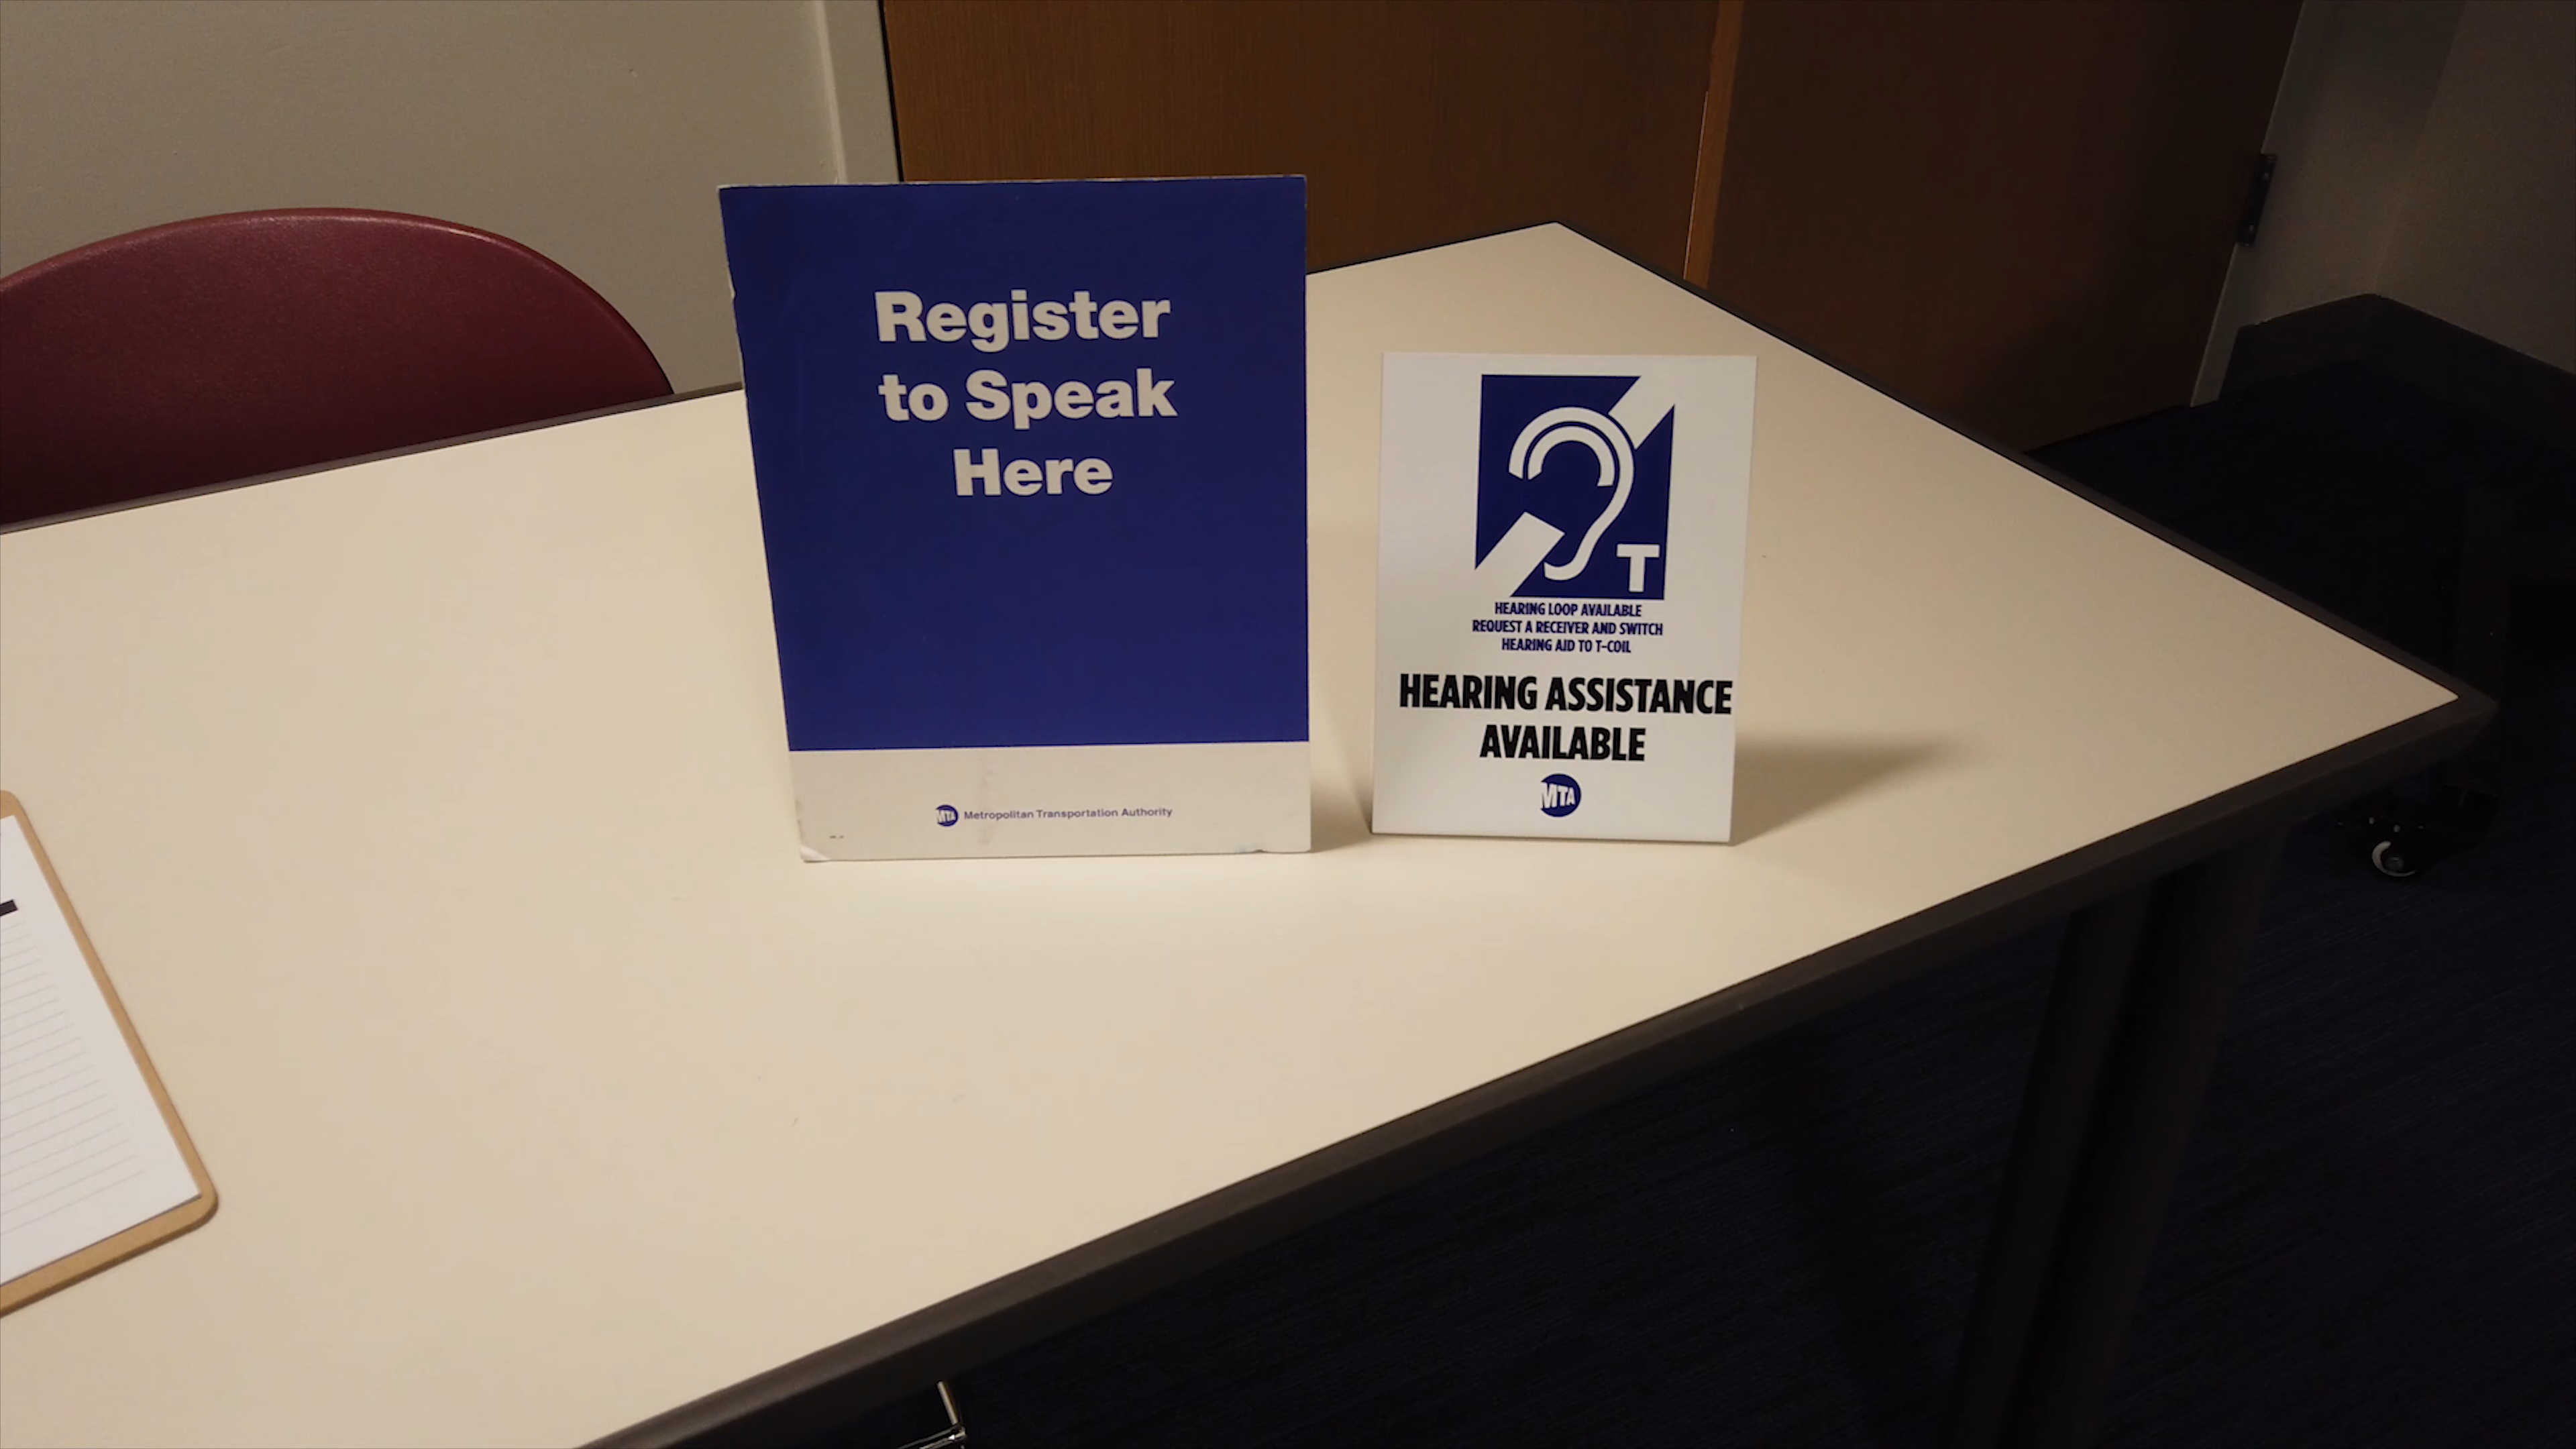 Register
to Speak
Here
MTA Metropolitan Transportation Authority
T
HEARING LOOP AVAILABLE
REQUEST A RECEIVER AND SWITCH
HEARING AID TO T-COIL
HEARING ASSISTANCE
AVAILABLE
MTA